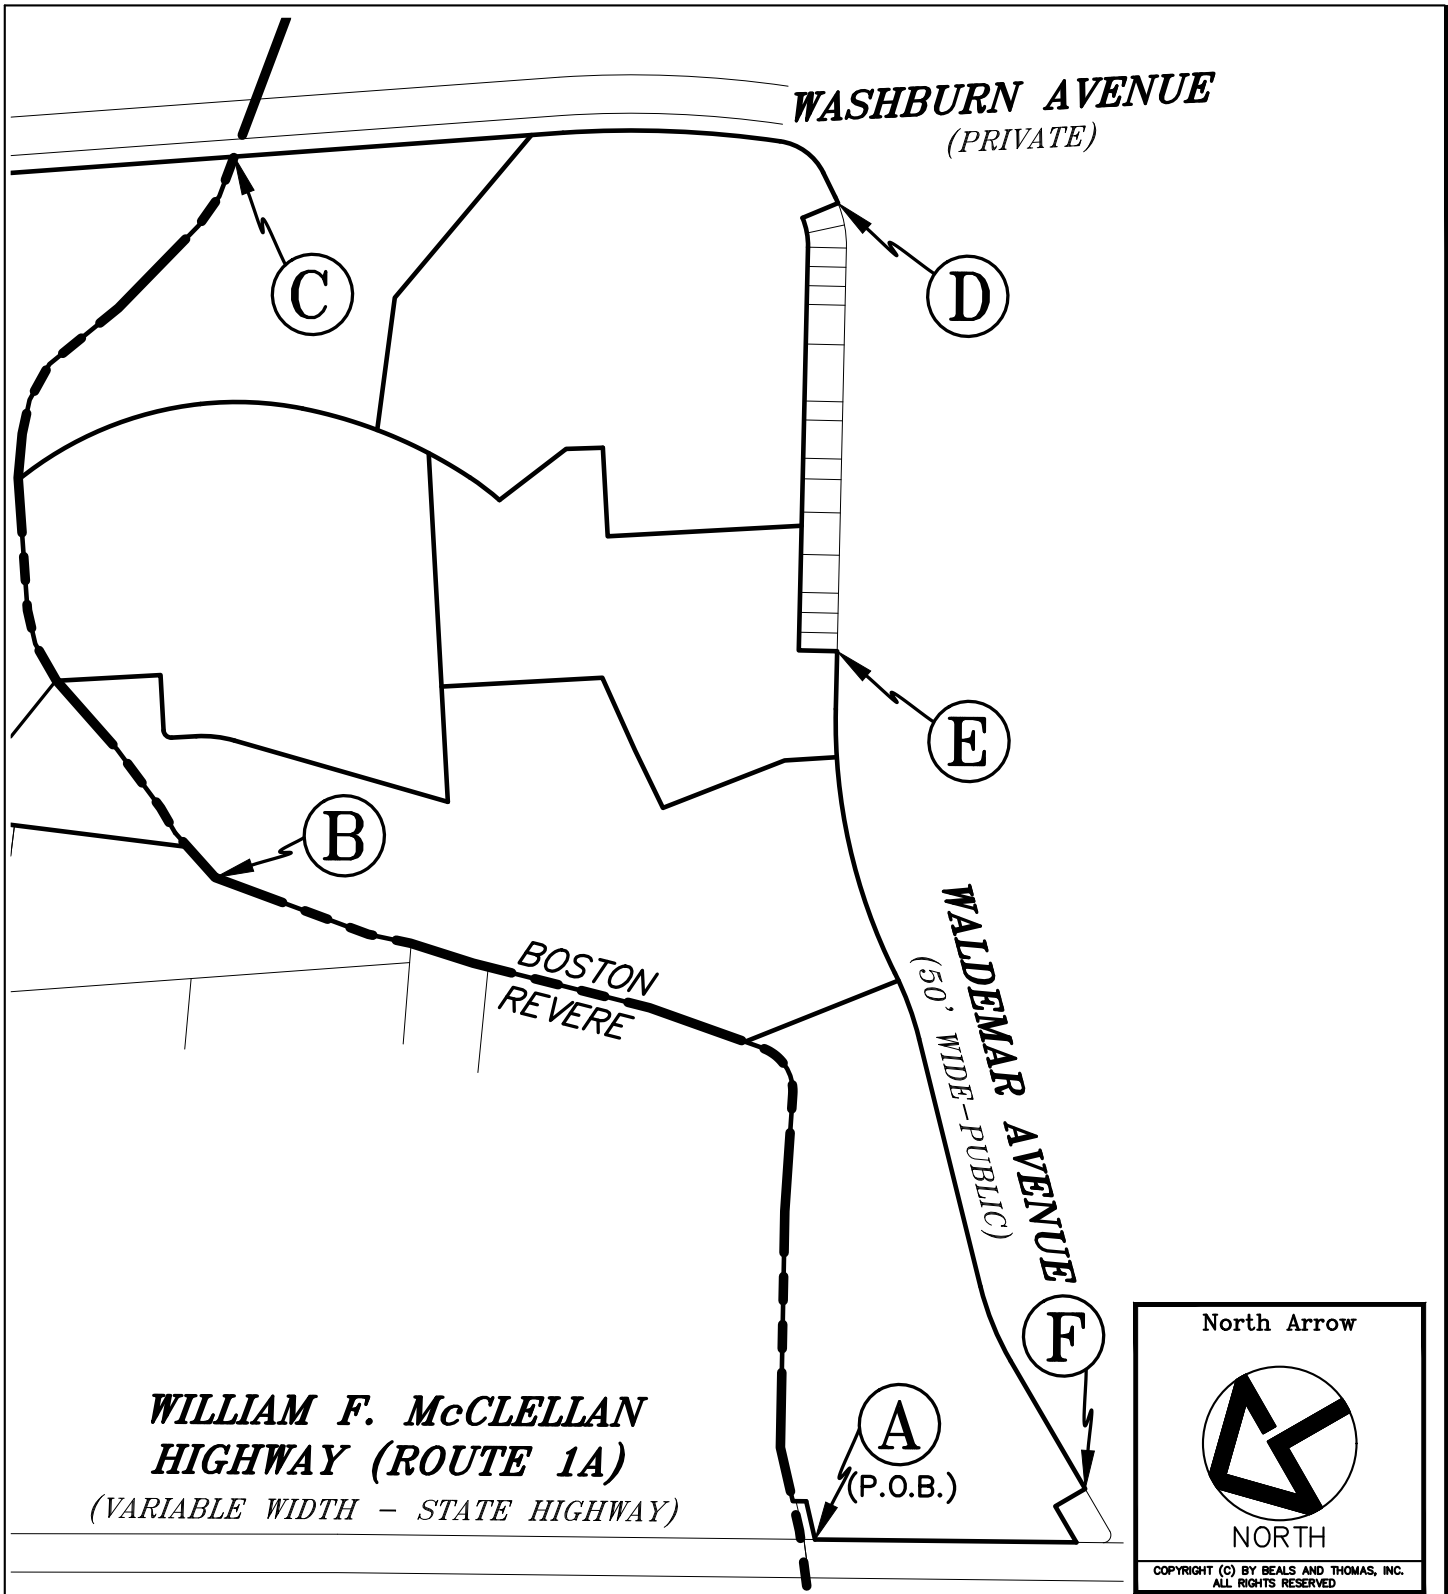 WASHBURN AVENUE
(PRIVATE)
C
D
E
B
BOSTON
REVERE
WALDEMAR AVENUE
(50' WIDE-PUBLIC)
F
North Arrow
NORTH
COPYRIGHT (C) BY BEALS AND THOMAS, INC.
ALL RIGHTS RESERVED
A
(P.O.B.)
WILLIAM F. McCLELLAN
HIGHWAY (ROUTE 1A)
(VARIABLE WIDTH - STATE HIGHWAY)